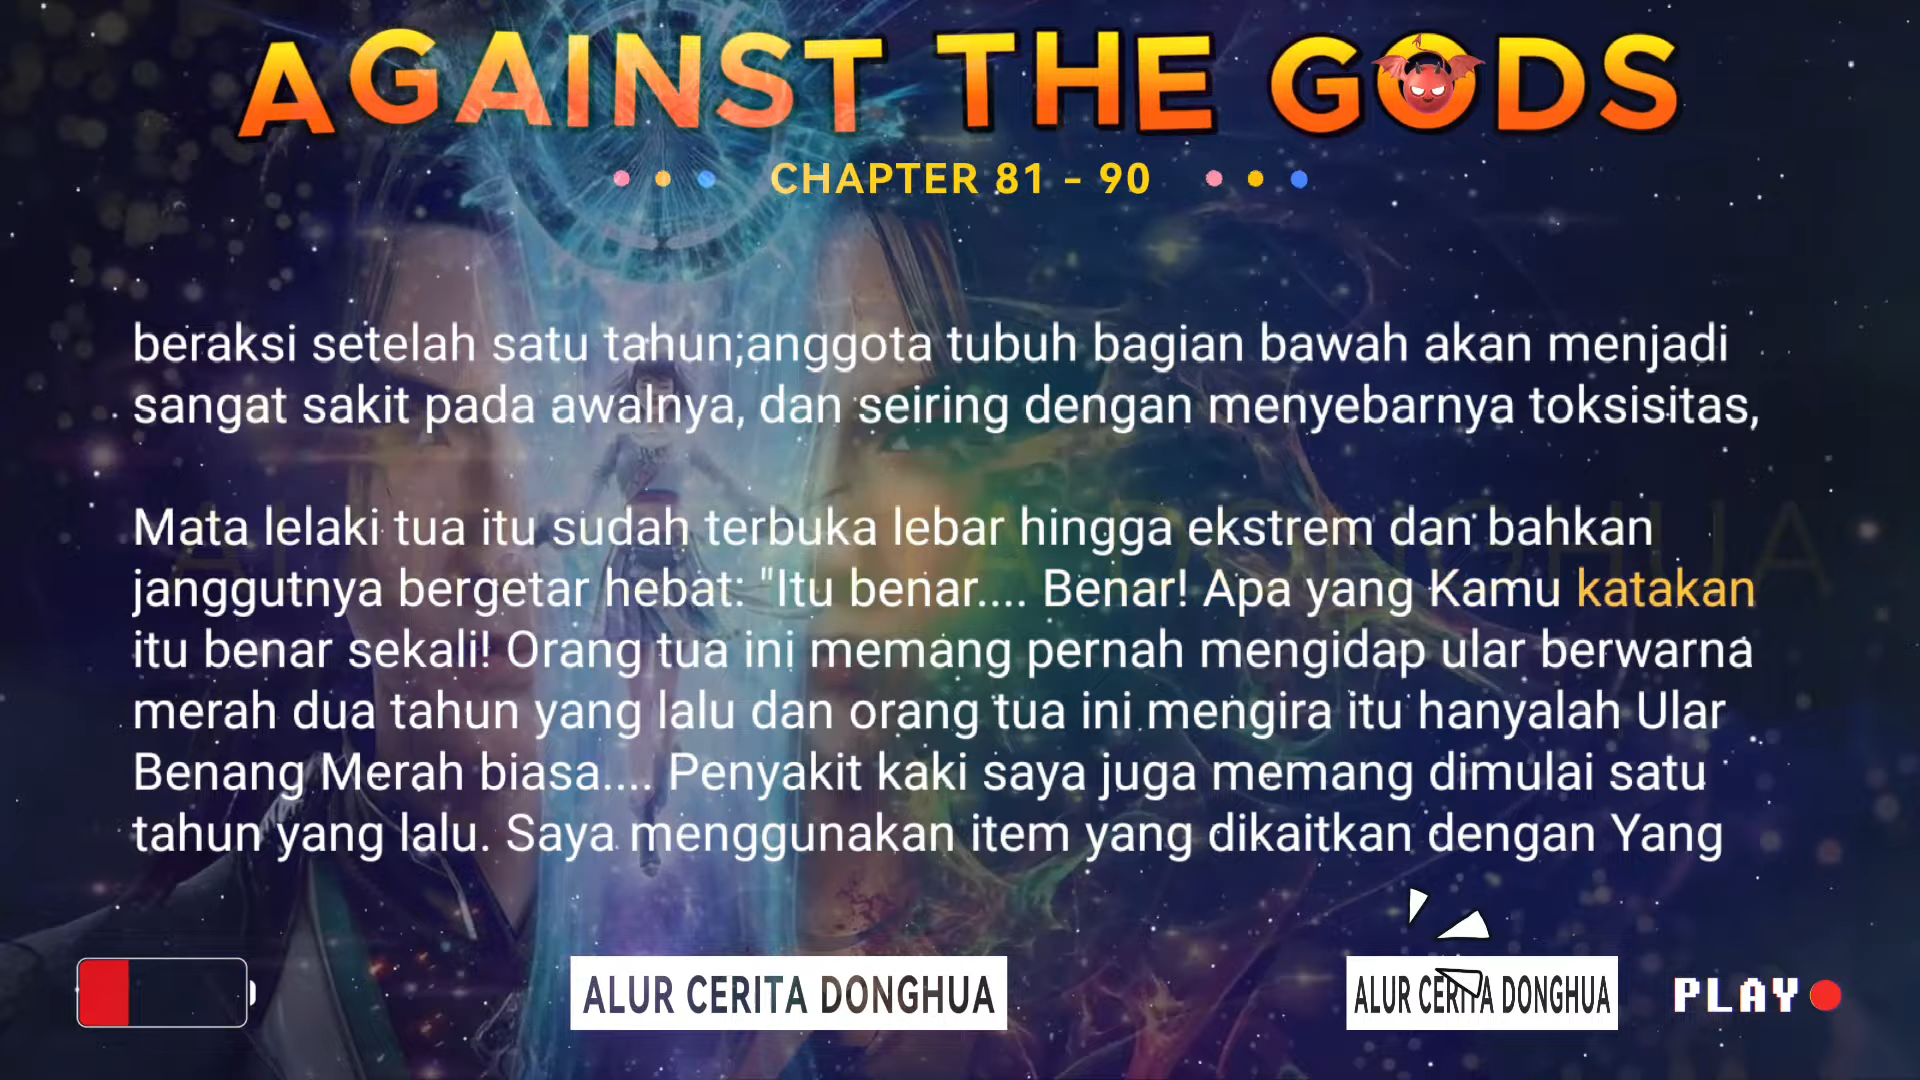 AGAINST THE GODS
CHAPTER 81 - 90
beraksi setelah satu tahun;anggota tubuh bagian bawah akan menjadi
sangat sakit pada awalnya, dan seiring dengan menyebarnya toksisitas,
Mata lelaki tua itu sudah terbuka lebar hingga ekstrem dan bahkan
janggutnya bergetar hebat: "Itu benar.... Benar! Apa yang Kamu katakan
itu benar sekali! Orang tua ini memang pernah mengidap ular berwarna
merah dua tahun yang lalu dan orang tua ini mengira itu hanyalah Ular
Benang Merah biasa.... Penyakit kaki saya juga memang dimulai satu
tahun yang lalu. Saya menggunakan item yang dikaitkan dengan Yang
ALUR CERITA DONGHUA
ALUR CERITA DONGHUA
PLAY